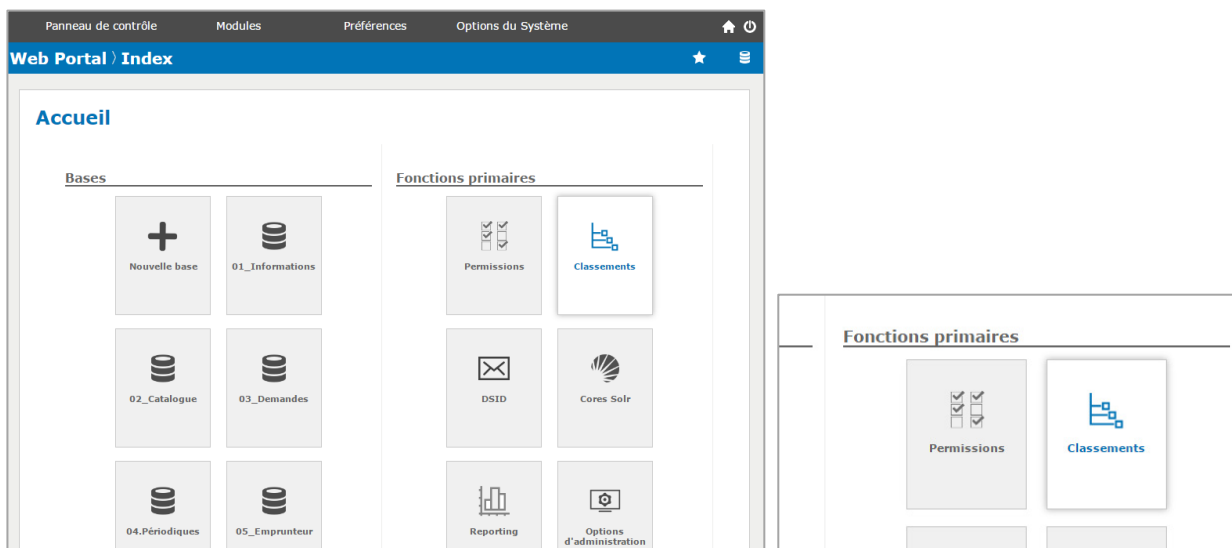 Panneau de contrôle Modules Préférences Options du Système
Web Portal 〉Index
Accueil
Bases
Nouvelle base 01_Informations
02_Catalogue 03_Demandes
04.Périodiques 05_Emprunteur
Fonctions primaires
Permissions Classements
DSID Cores Solr
Reporting Options
d'administration
Fonctions primaires
Permissions Classements